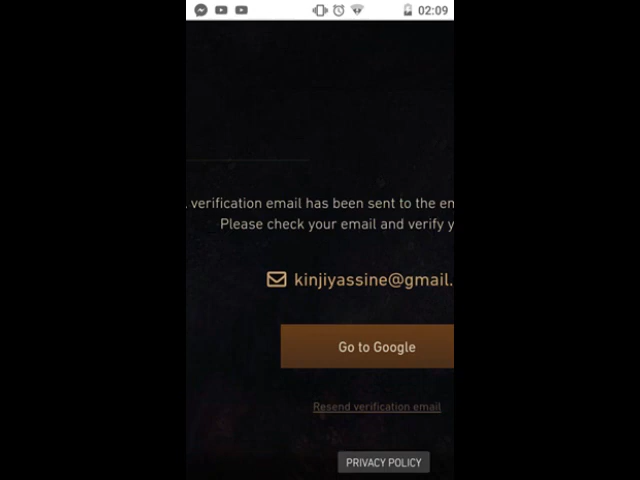 02:09
. verification email has been sent to the em
Please check your email and verify y
kinjiyassine@gmail.
Go to Google
Resend verification email
PRIVACY POLICY